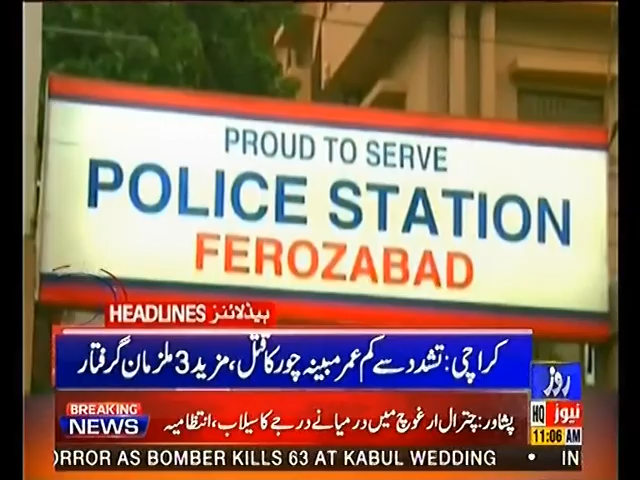 PROUD TO SERVE
POLICE STATION
FEROZABAD
HEADLINES ہیڈلائنز
کراچی: تشدد سے کم عمر مبینہ چور کا قتل، مزید 3 ملزمان گرفتار
روز
BREAKING
NEWS
پشاور: چترال ارغوچ میں درمیانے درجے کا سیلاب، انتظامیہ
HQ نیوز
11:06 AM
ORROR AS BOMBER KILLS 63 AT KABUL WEDDING • IN